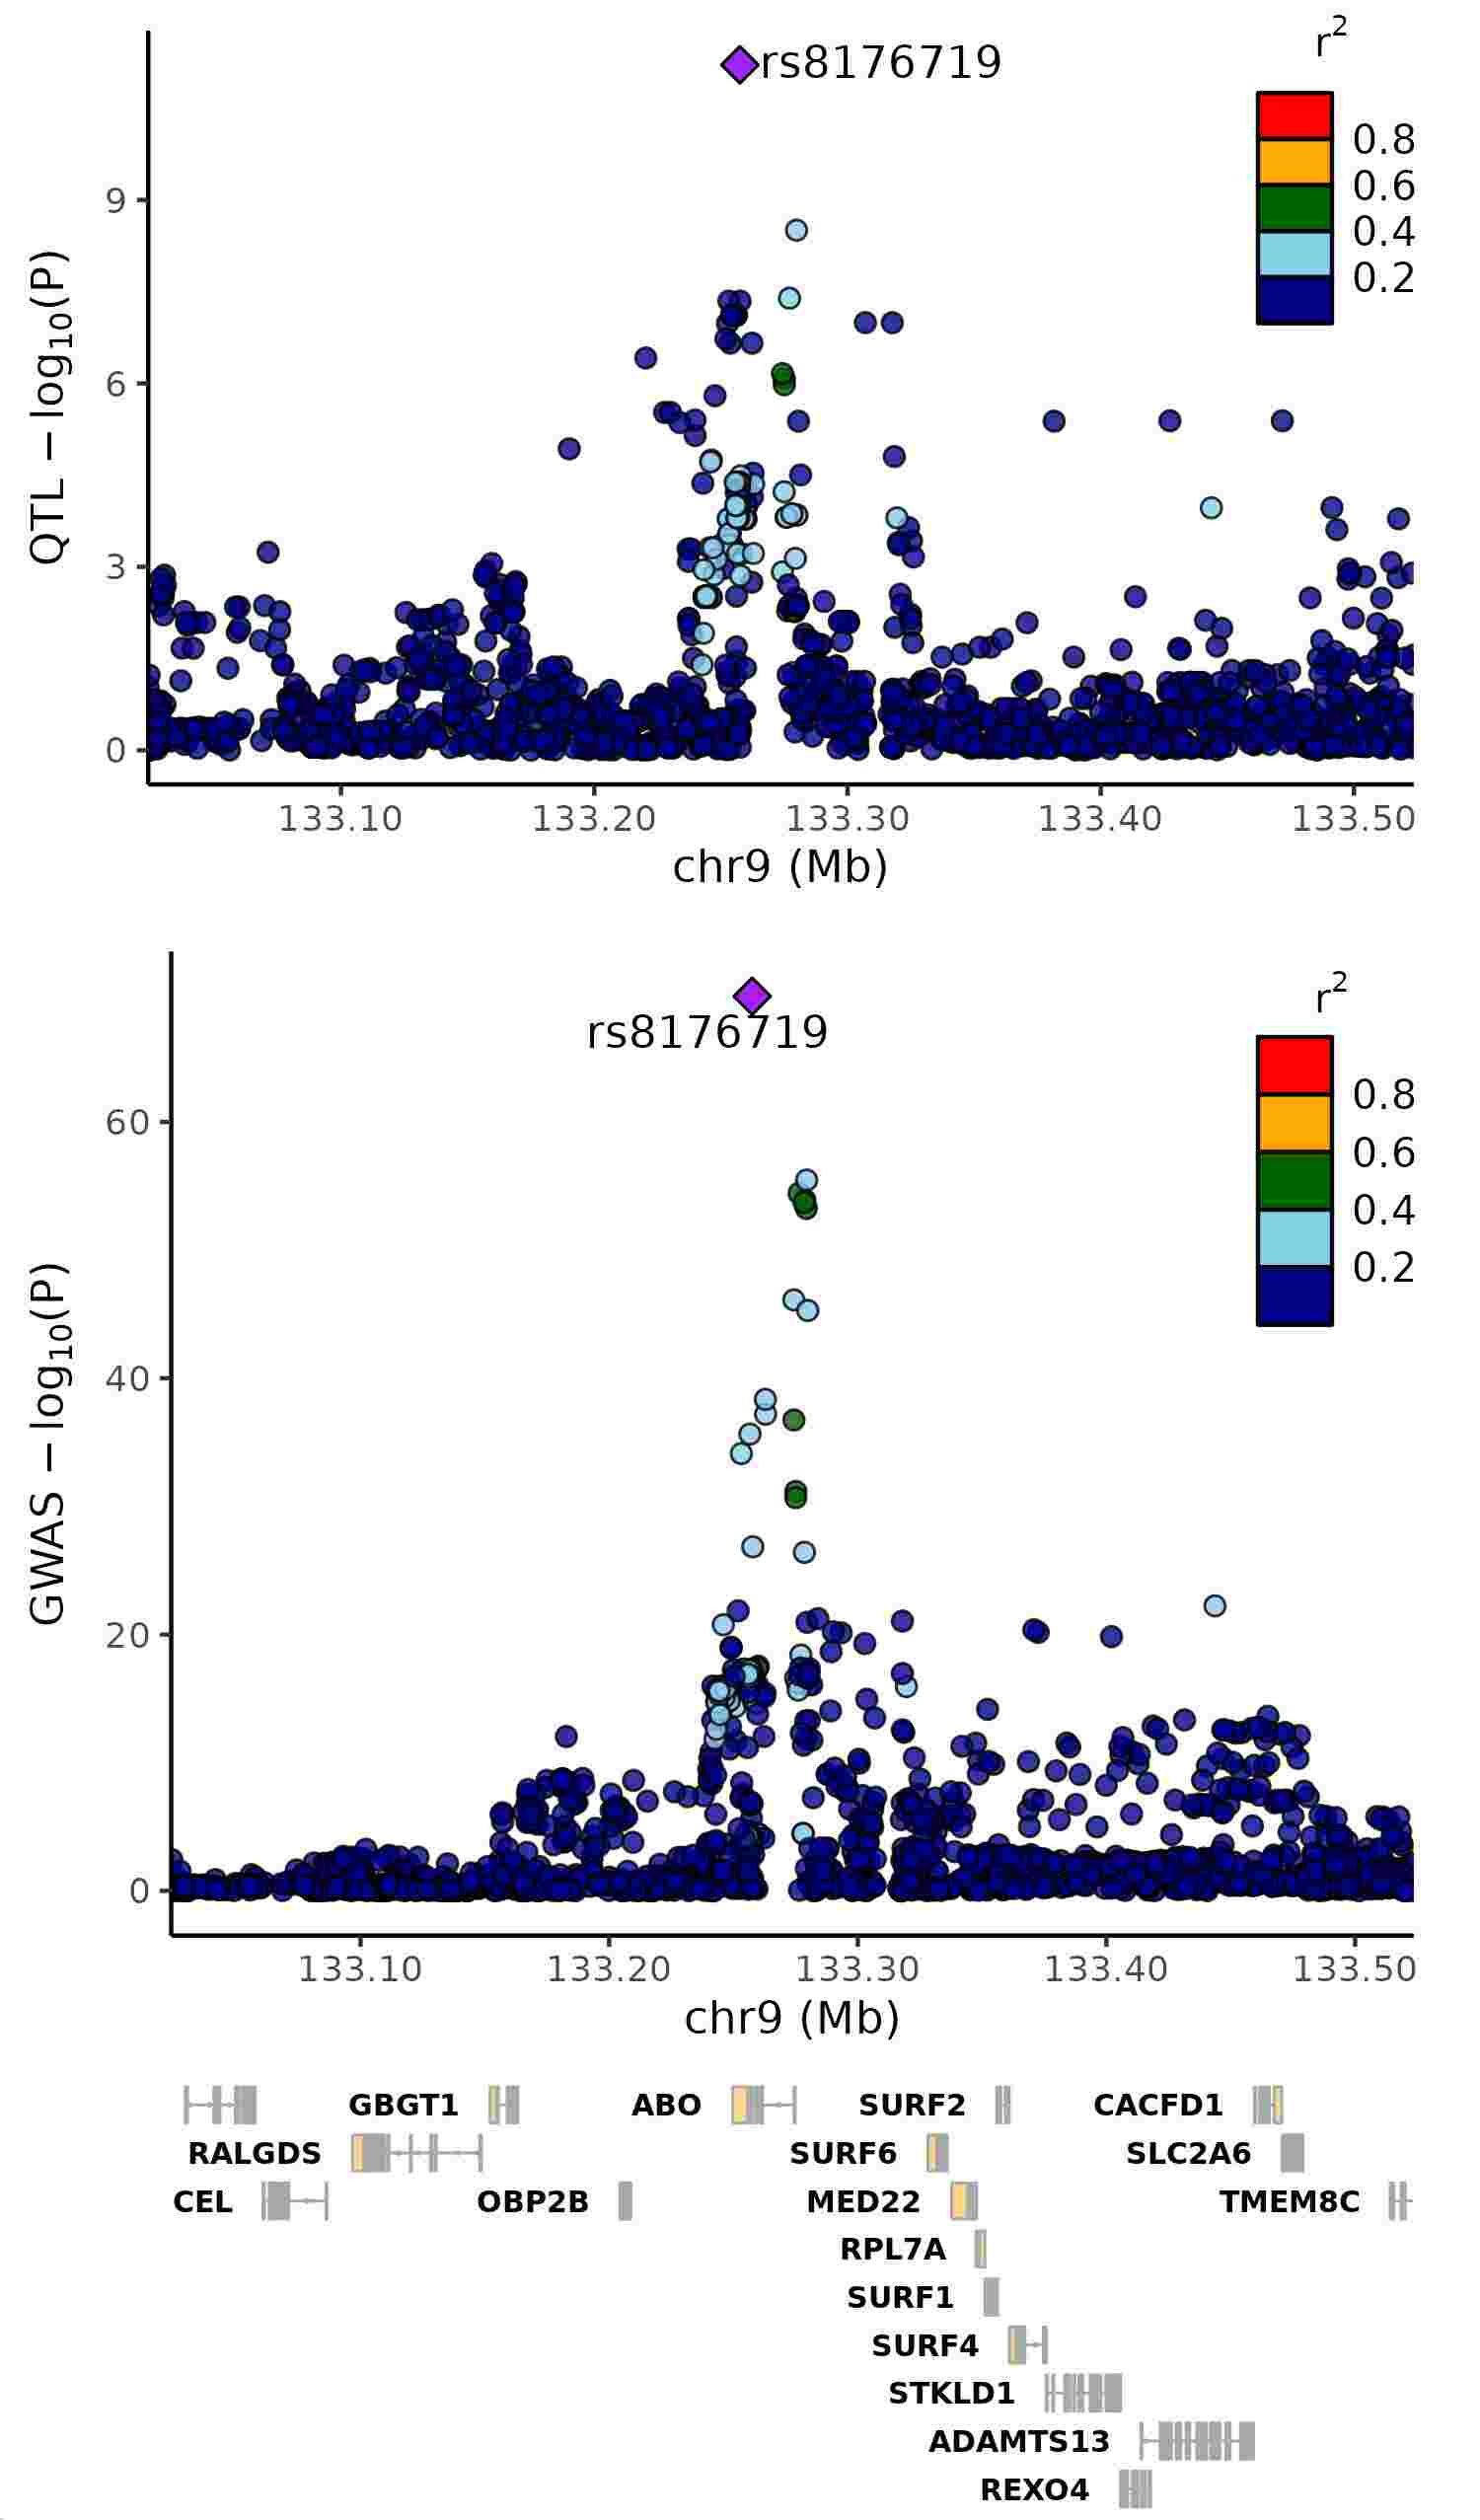 r2
rs8176719
0.8
0.6
0.4
0.2
9
6
3
0
QTL −log10(P)
133.10 133.20 133.30 133.40 133.50
chr9 (Mb)
r2
rs8176719
0.8
0.6
0.4
0.2
60
40
20
0
GWAS −log10(P)
133.10 133.20 133.30 133.40 133.50
chr9 (Mb)
GBGT1 ABO SURF2 CACFD1
RALGDS SURF6 SLC2A6
CEL OBP2B MED22 TMEM8C
RPL7A
SURF1
SURF4
STKLD1
ADAMTS13
REXO4